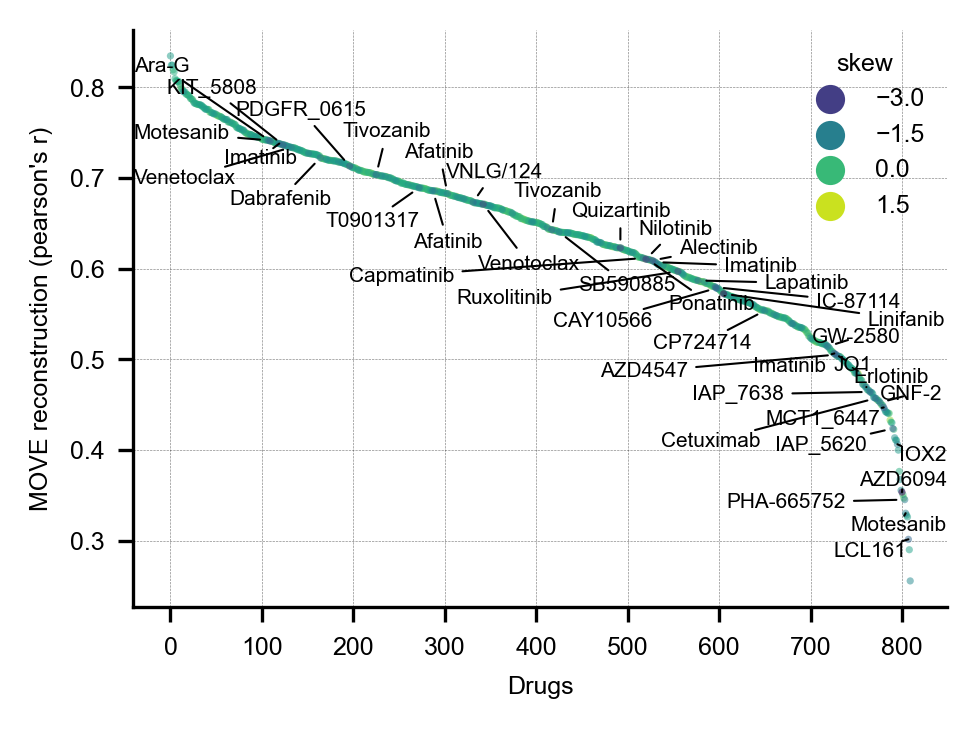 skew
−3.0
−1.5
0.0
1.5
MOVE reconstruction (pearson's r)
0.8
0.7
0.6
0.5
0.4
0.3
Ara-G
KIT_5808
PDGFR_0615
Motesanib
Tivozanib
Imatinib
Afatinib
Venetoclax
VNLG/124
Dabrafenib
Tivozanib
T0901317
Quizartinib
Afatinib
Nilotinib
Alectinib
Venotoclax
Imatinib
Capmatinib
Lapatinib
SB590885
Ruxolitinib
Ponatinib
IC-87114
CAY10566
Linifanib
CP724714
GW-2580
Imatinib
JQ1
AZD4547
Erlotinib
IAP_7638
GNF-2
MCT1_6447
Cetuximab
IAP_5620
IOX2
AZD6094
PHA-665752
Motesanib
LCL161
0
100
200
300
400
500
600
700
800
Drugs